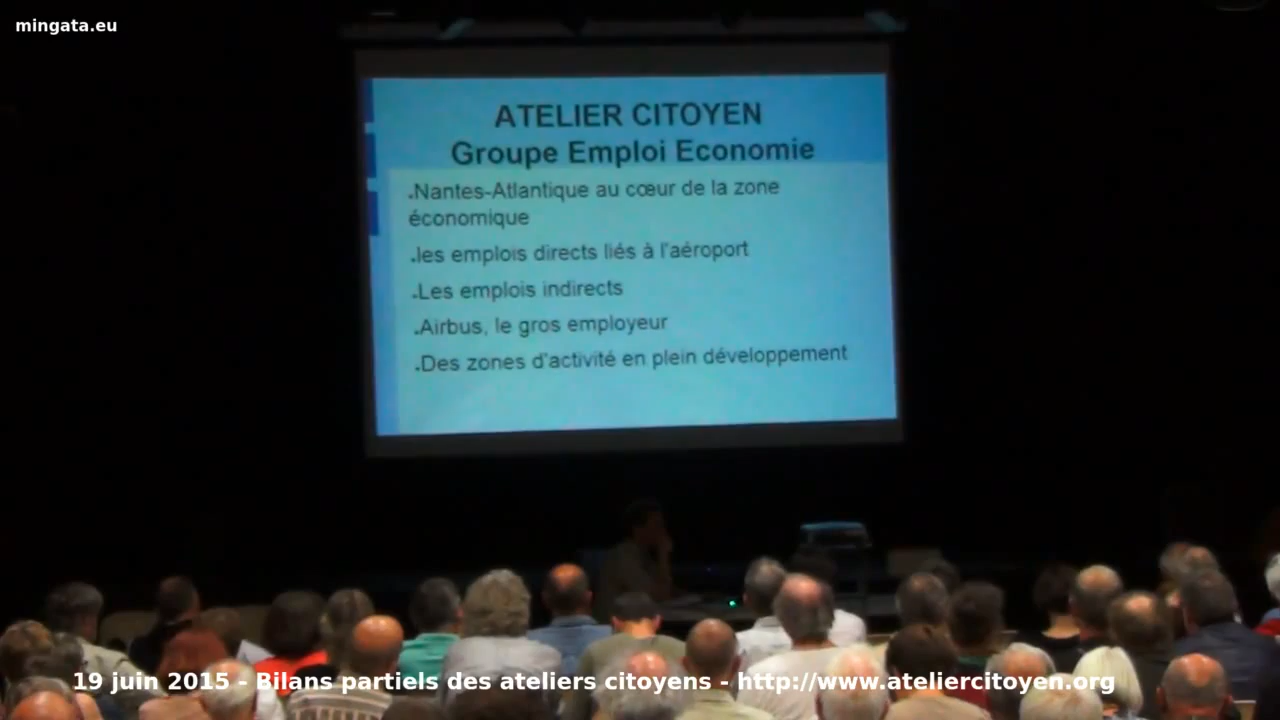 mingata.eu
ATELIER CITOYEN
Groupe Emploi Economie
.Nantes-Atlantique au cœur de la zone
économique
.les emplois directs liés à l'aéroport
.Les emplois indirects
.Airbus, le gros employeur
.Des zones d'activité en plein développement
19 juin 2015 - Bilans partiels des ateliers citoyens - http://www.ateliercitoyen.org